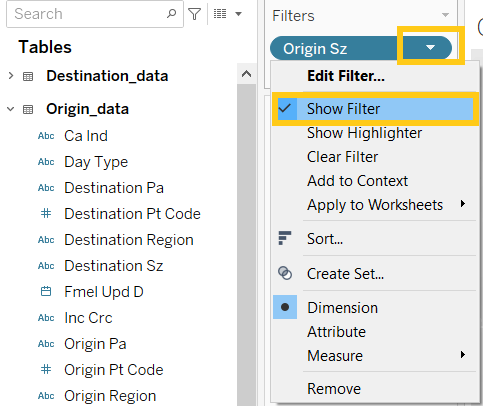 Search
Tables
Destination_data
Origin_data
Abc Ca Ind
Abc Day Type
Abc Destination Pa
# Destination Pt Code
Abc Destination Region
Abc Destination Sz
Fmel Upd D
Abc Inc Crc
Abc Origin Pa
Abc Origin Pt Code
Abc Origin Region
Filters
Origin Sz
Edit Filter...
Show Filter
Show Highlighter
Clear Filter
Add to Context
Apply to Worksheets
Sort...
Create Set...
Dimension
Attribute
Measure
Remove